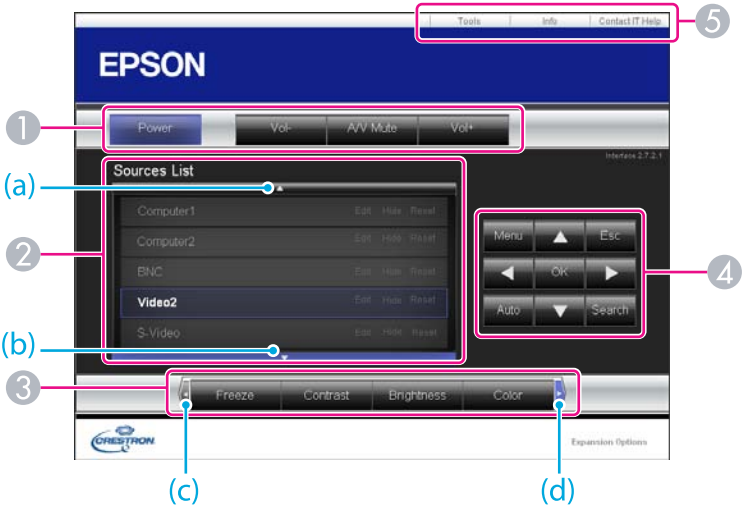 Tools Info Contact IT Help 5
EPSON
1 Power Vol- A/V Mute Vol+
Interface 2.7.2.1
Sources List
(a)
Computer1 Edit Hide Reset
Computer2 Edit Hide Reset
2 BNC Edit Hide Reset
Video2 Edit Hide Reset
S-Video Edit Hide Reset
(b)
Menu Esc
OK 4
Auto Search
3 Freeze Contrast Brightness Color
CRESTRON Expansion Options
(c) (d)